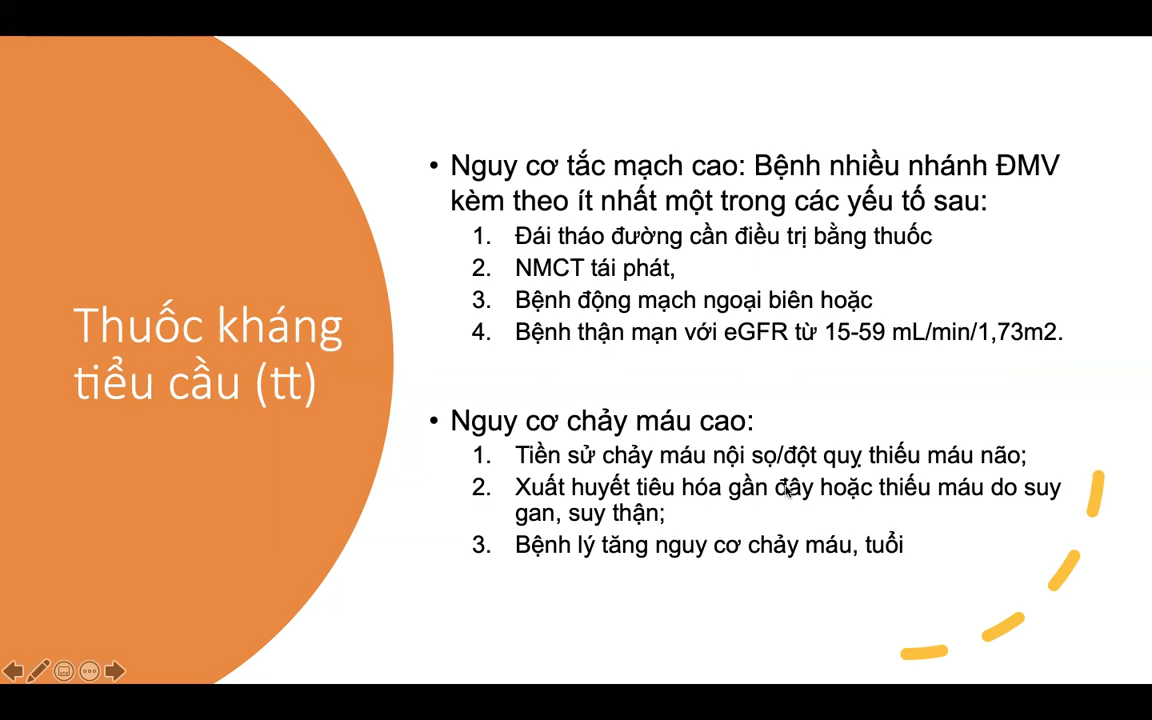 Thuốc kháng
tiểu cầu (tt)
• Nguy cơ tắc mạch cao: Bệnh nhiều nhánh ĐMV
kèm theo ít nhất một trong các yếu tố sau:
1. Đái tháo đường cần điều trị bằng thuốc
2. NMCT tái phát,
3. Bệnh động mạch ngoại biên hoặc
4. Bệnh thận mạn với eGFR từ 15-59 mL/min/1,73m2.
• Nguy cơ chảy máu cao:
1. Tiền sử chảy máu nội sọ/đột quỵ thiếu máu não;
2. Xuất huyết tiêu hóa gần đây hoặc thiếu máu do suy
gan, suy thận;
3. Bệnh lý tăng nguy cơ chảy máu, tuổi